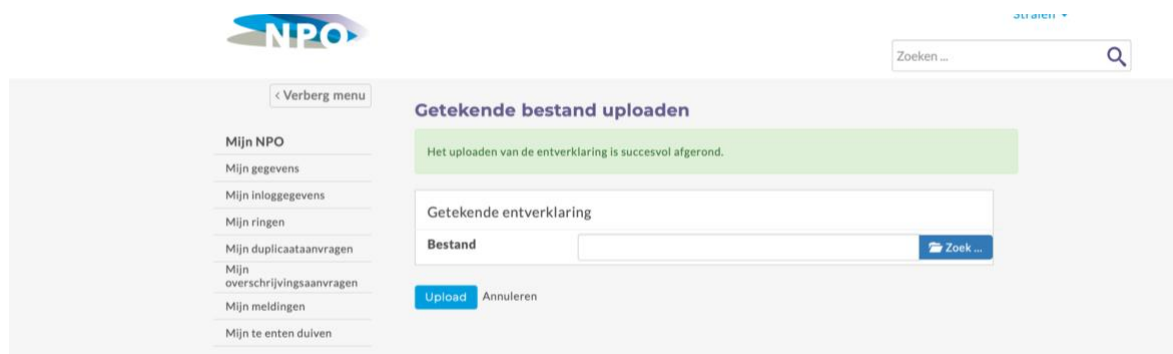 NPO
Stralen
Zoeken ...
< Verberg menu
Getekende bestand uploaden
Het uploaden van de entverklaring is succesvol afgerond.
Mijn NPO
Mijn gegevens
Mijn inloggegevens
Mijn ringen
Mijn duplicaataanvragen
Mijn
overschrijvingsaanvragen
Mijn meldingen
Mijn te enten duiven
Getekende entverklaring
Bestand
Zoek ...
Upload Annuleren